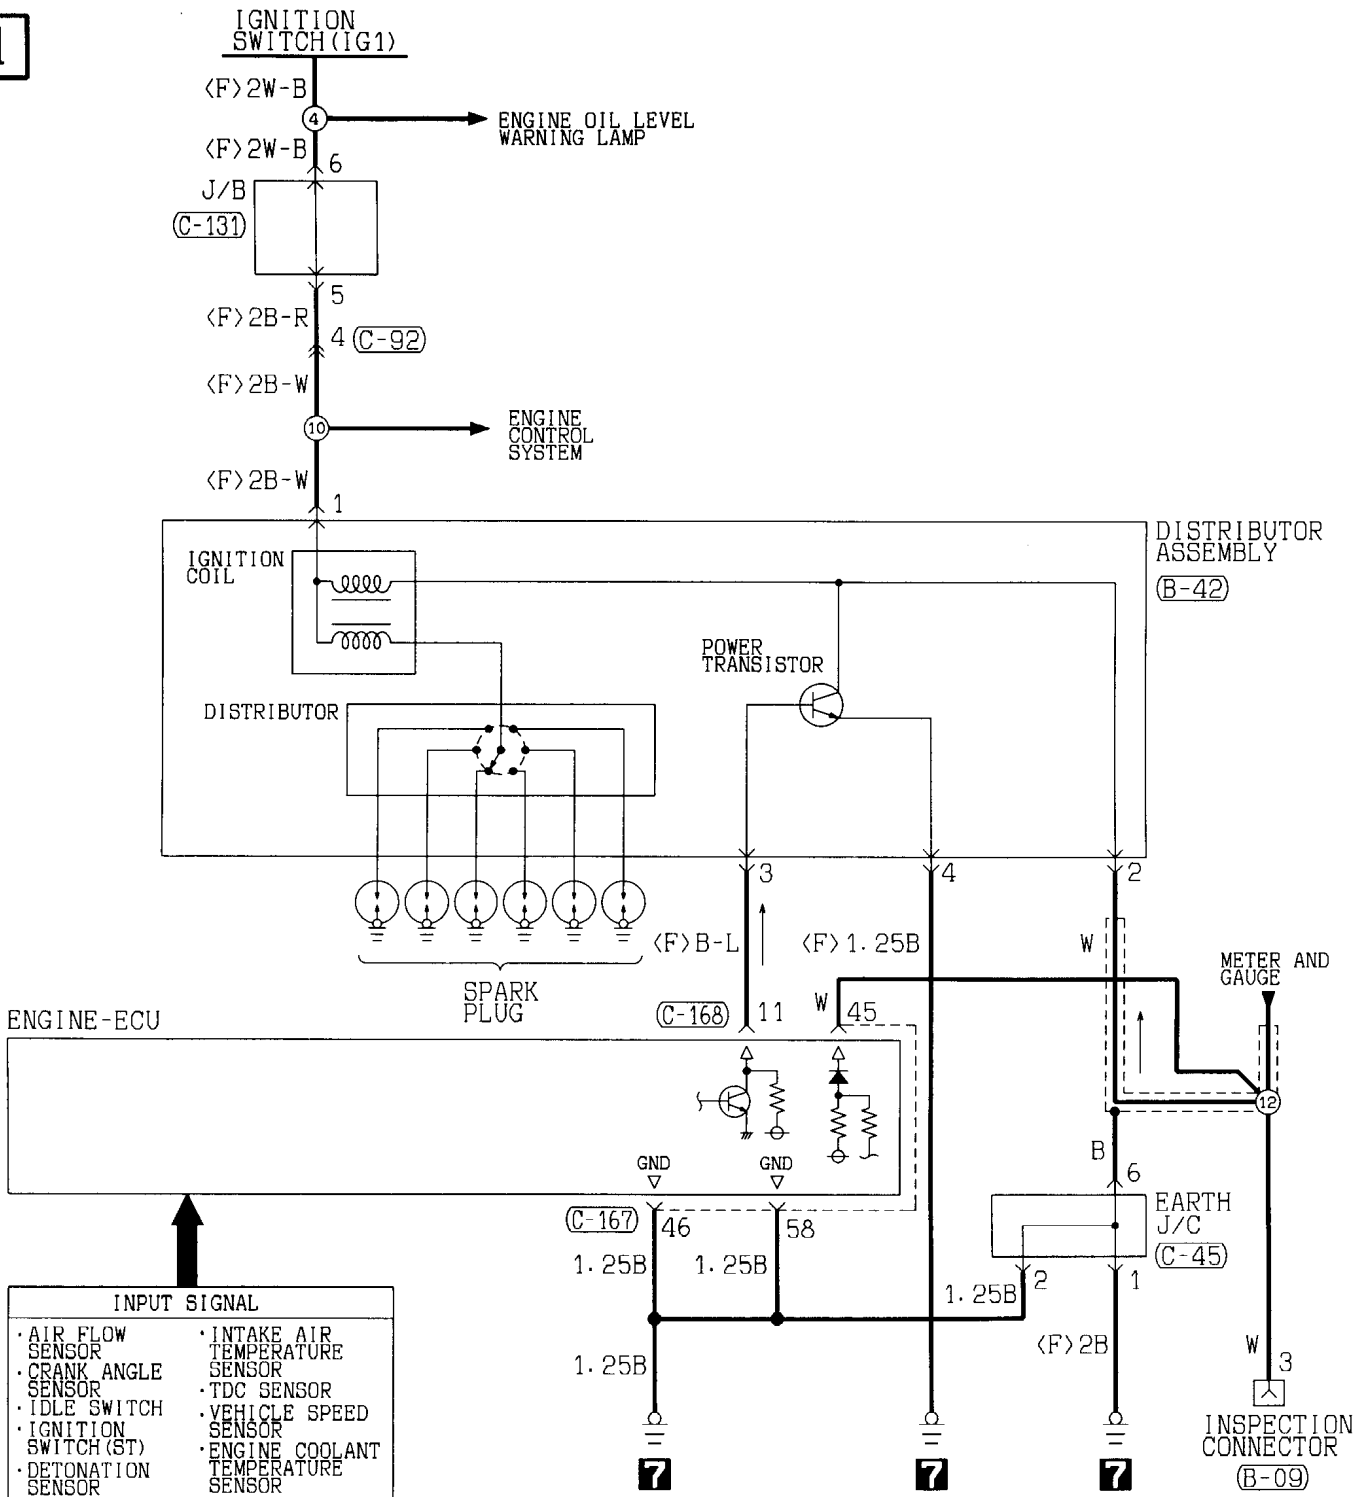 1
IGNITION
SWITCH(IG1)
<F>2W-B
4
ENGINE OIL LEVEL
WARNING LAMP
<F>2W-B
6
J/B
C-131
5
<F>2B-R
4
C-92
<F>2B-W
10
ENGINE
CONTROL
SYSTEM
<F>2B-W
1
DISTRIBUTOR
ASSEMBLY
B-42
IGNITION
COIL
POWER
TRANSISTOR
DISTRIBUTOR
3
4
2
<F>B-L
<F>1.25B
W
METER AND
GAUGE
SPARK
PLUG
C-168
11
W
45
ENGINE-ECU
12
B
6
GND
GND
EARTH
J/C
C-45
C-167
46
58
1.25B
1.25B
2
1
1.25B
<F>2B
1.25B
W
3
7
7
7
INSPECTION
CONNECTOR
B-09
INPUT SIGNAL
·AIR FLOW
SENSOR
·CRANK ANGLE
SENSOR
·IDLE SWITCH
·IGNITION
SWITCH(ST)
·DETONATION
SENSOR
·INTAKE AIR
TEMPERATURE
SENSOR
·TDC SENSOR
·VEHICLE SPEED
SENSOR
·ENGINE COOLANT
TEMPERATURE
SENSOR